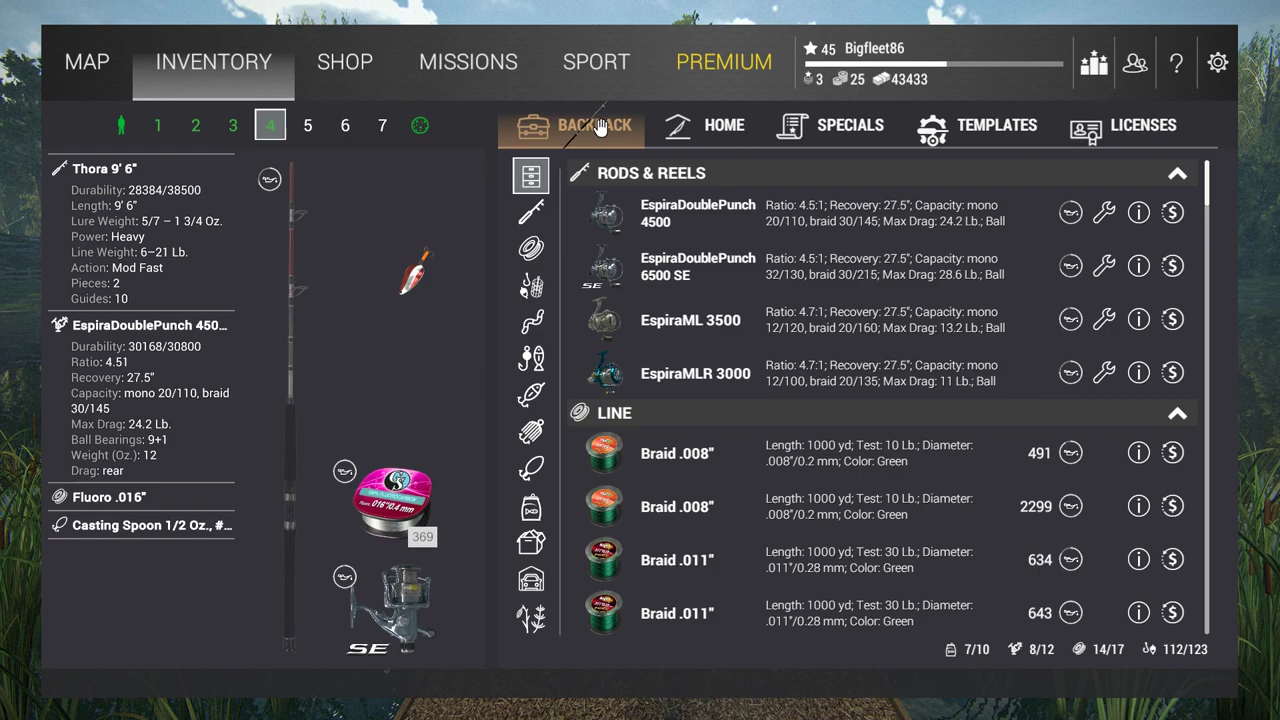 MAP
INVENTORY
SHOP
MISSIONS
SPORT
PREMIUM
45 Bigfleet86
3 25 43433
1 2 3 4 5 6 7
BACKPACK
HOME
SPECIALS
TEMPLATES
LICENSES
Thora 9' 6"
Durability: 28384/38500
Length: 9' 6"
Lure Weight: 5/7 – 1 3/4 Oz.
Power: Heavy
Line Weight: 6–21 Lb.
Action: Mod Fast
Pieces: 2
Guides: 10
EspiraDoublePunch 450...
Durability: 30168/30800
Ratio: 4.51
Recovery: 27.5"
Capacity: mono 20/110, braid
30/145
Max Drag: 24.2 Lb.
Ball Bearings: 9+1
Weight (Oz.): 12
Drag: rear
Fluoro .016"
Casting Spoon 1/2 Oz., #...
.016"/0.4 mm
369
SE
RODS & REELS
EspiraDoublePunch
4500
Ratio: 4.5:1; Recovery: 27.5"; Capacity: mono
20/110, braid 30/145; Max Drag: 24.2 Lb.; Ball
EspiraDoublePunch
6500 SE
SE
Ratio: 4.5:1; Recovery: 27.5"; Capacity: mono
32/130, braid 30/215; Max Drag: 28.6 Lb.; Ball
EspiraML 3500
Ratio: 4.7:1; Recovery: 27.5"; Capacity: mono
12/120, braid 20/160; Max Drag: 13.2 Lb.; Ball
EspiraMLR 3000
Ratio: 4.7:1; Recovery: 27.5"; Capacity: mono
12/100, braid 20/135; Max Drag: 11 Lb.; Ball
LINE
Braid .008"
Length: 1000 yd; Test: 10 Lb.; Diameter:
.008"/0.2 mm; Color: Green
491
Braid .008"
Length: 1000 yd; Test: 10 Lb.; Diameter:
.008"/0.2 mm; Color: Green
2299
Braid .011"
Length: 1000 yd; Test: 30 Lb.; Diameter:
.011"/0.28 mm; Color: Green
634
Braid .011"
Length: 1000 yd; Test: 30 Lb.; Diameter:
.011"/0.28 mm; Color: Green
643
7/10 8/12 14/17 112/123